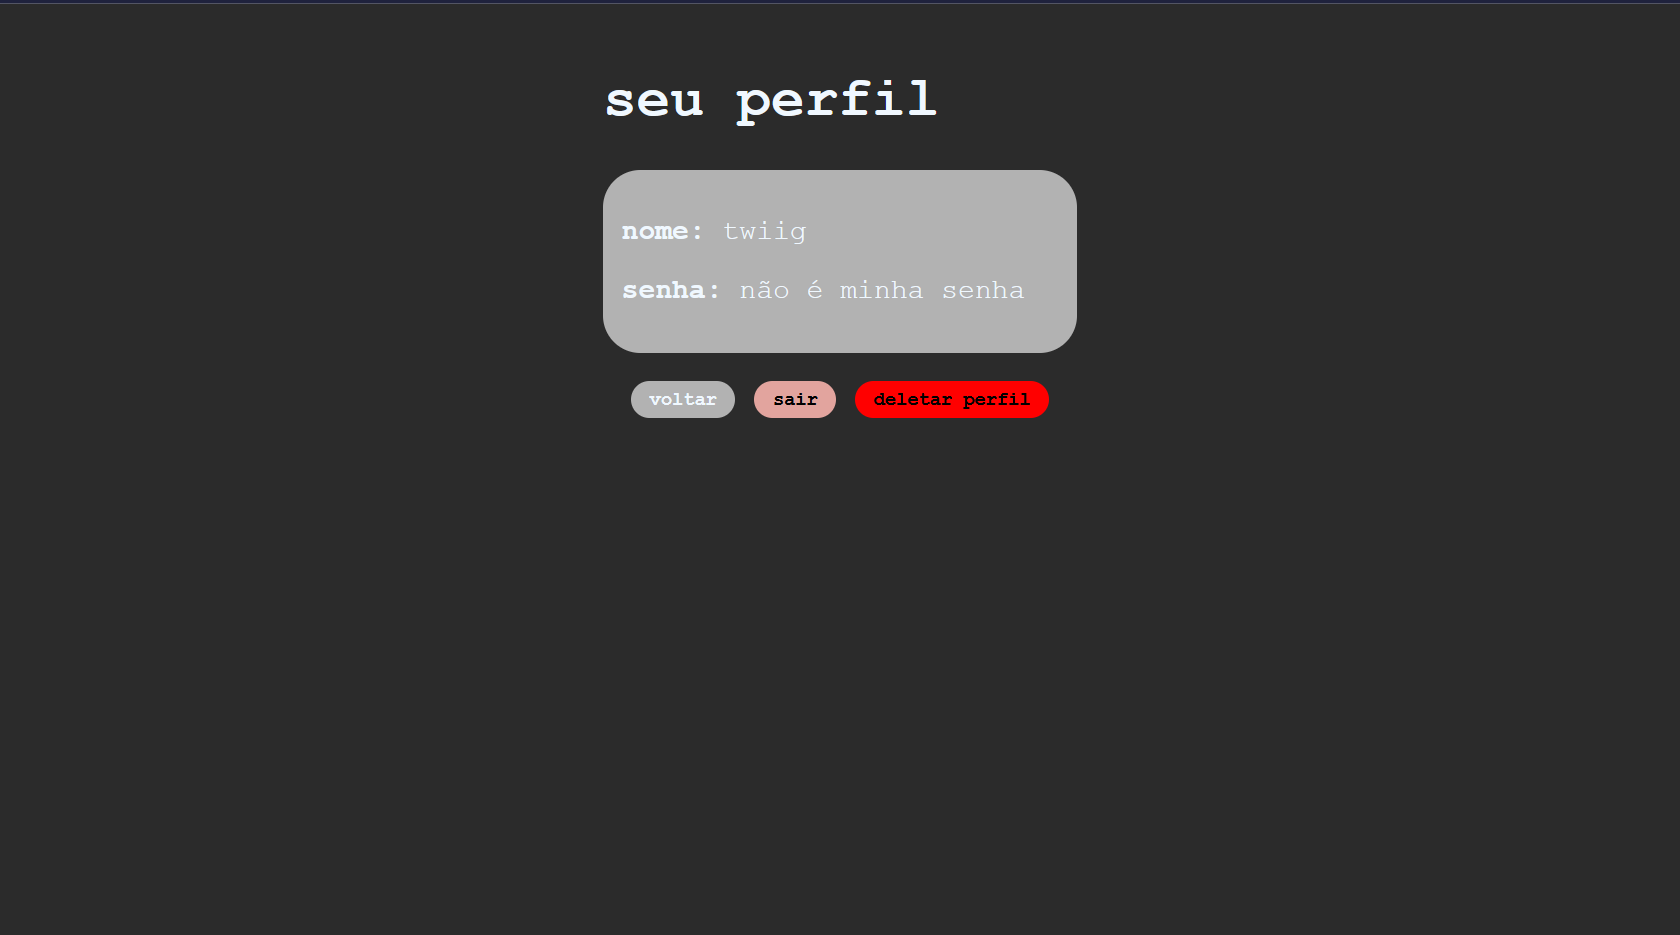 seu perfil
nome: twiig
senha: não é minha senha
voltar sair deletar perfil